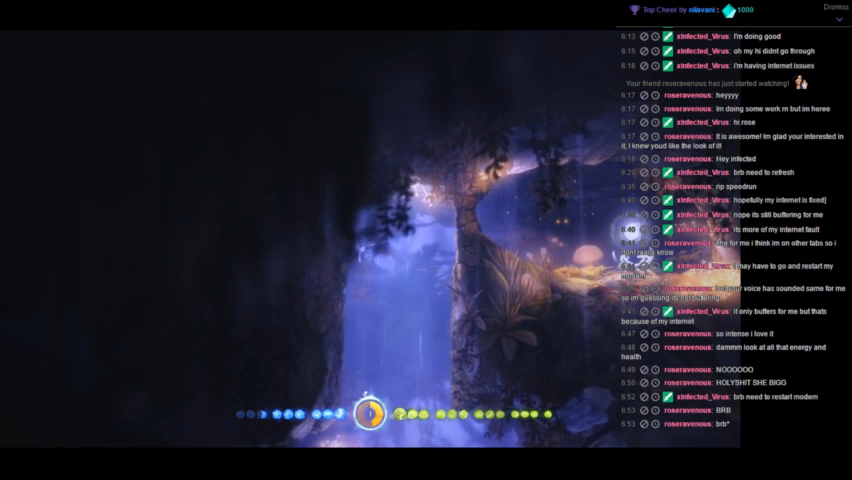 Top Cheer by nilavani : 1000
Dismiss
6:13 xInfected_Virus: I'm doing good
6:15 xInfected_Virus: oh my hi didnt go through
6:16 xInfected_Virus: i'm having internet issues
Your friend roseravenous has just started watching!
6:17 roseravenous: heyyyy
6:17 roseravenous: Im doing some work rn but im heree
6:17 xInfected_Virus: hi rose
6:17 roseravenous: It is awesome! Im glad your interested in
it, I knew youd like the look of it!
6:18 roseravenous: Hey infected
6:20 xInfected_Virus: brb need to refresh
6:35 roseravenous: rip speedrun
6:40 xInfected_Virus: hopefully my internet is fixed]
xInfected_Virus: nope its still buffering for me
6:40 xInfected_Virus: its more of my internet fault
roseravenous: the for me i think im on other tabs so i
dont really know
xInfected_Virus: I may have to go and restart my
modem
roseravenous: but your voice has sounded same for me
so im guessing its not buffering
6:41 xInfected_Virus: it only buffers for me but thats
because of my internet
6:47 roseravenous: so intense i love it
6:48 roseravenous: dammm look at all that energy and
health
6:49 roseravenous: NOOOOOO
6:50 roseravenous: HOLYSHIT SHE BIGG
6:52 xInfected_Virus: brb need to restart modem
6:53 roseravenous: BRB
6:53 roseravenous: brb*